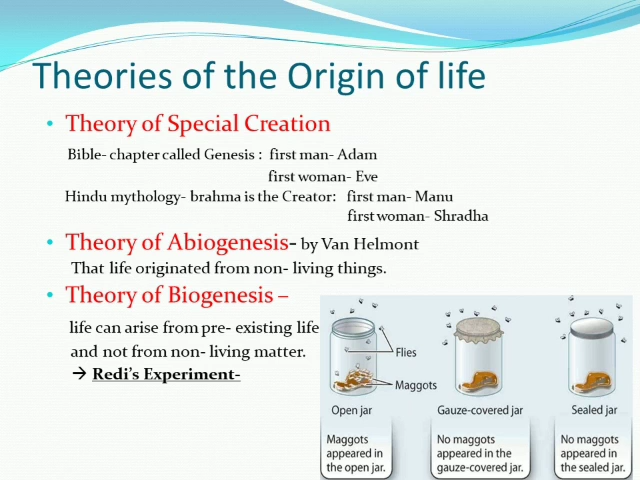 Theories of the Origin of life
• Theory of Special Creation
Bible- chapter called Genesis : first man- Adam
first woman- Eve
Hindu mythology- brahma is the Creator: first man- Manu
first woman- Shradha
• Theory of Abiogenesis- by Van Helmont
That life originated from non- living things.
• Theory of Biogenesis –
life can arise from pre- existing life
and not from non- living matter.
→ Redi's Experiment-
Flies
Maggots
Open jar
Gauze-covered jar
Sealed jar
Maggots
appeared in
the open jar.
No maggots
appeared in the
gauze-covered jar.
No maggots
appeared in
the sealed jar.